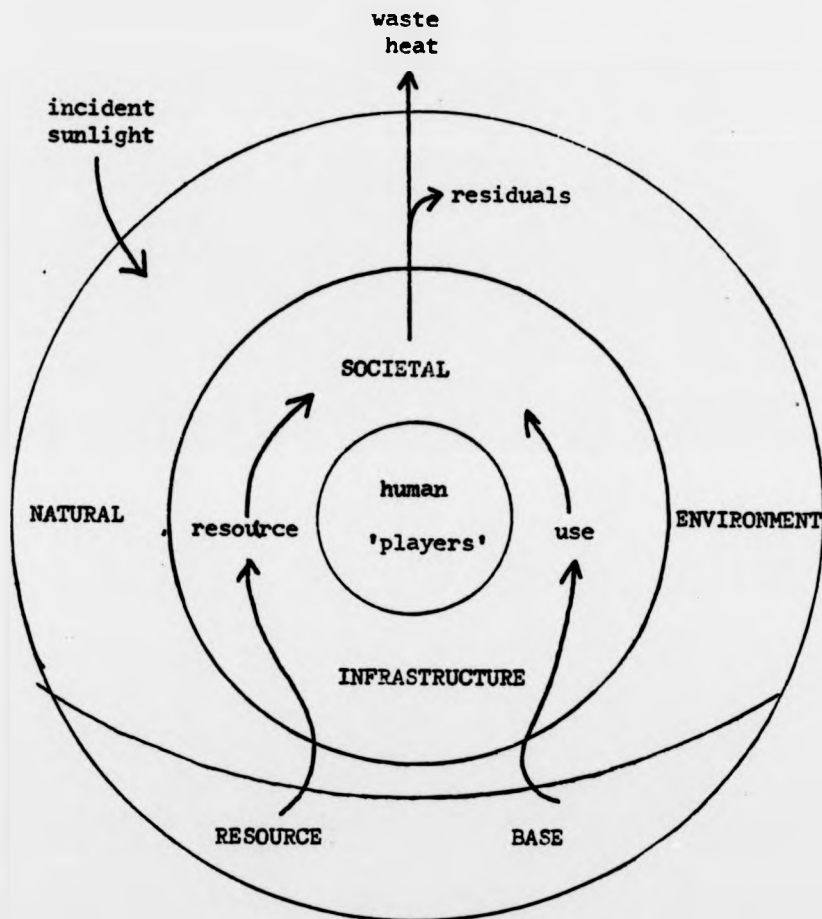 waste
heat
incident
sunlight
residuals
SOCIETAL
human
NATURAL
resource
use
ENVIRONMENT
'players'
INFRASTRUCTURE
RESOURCE BASE